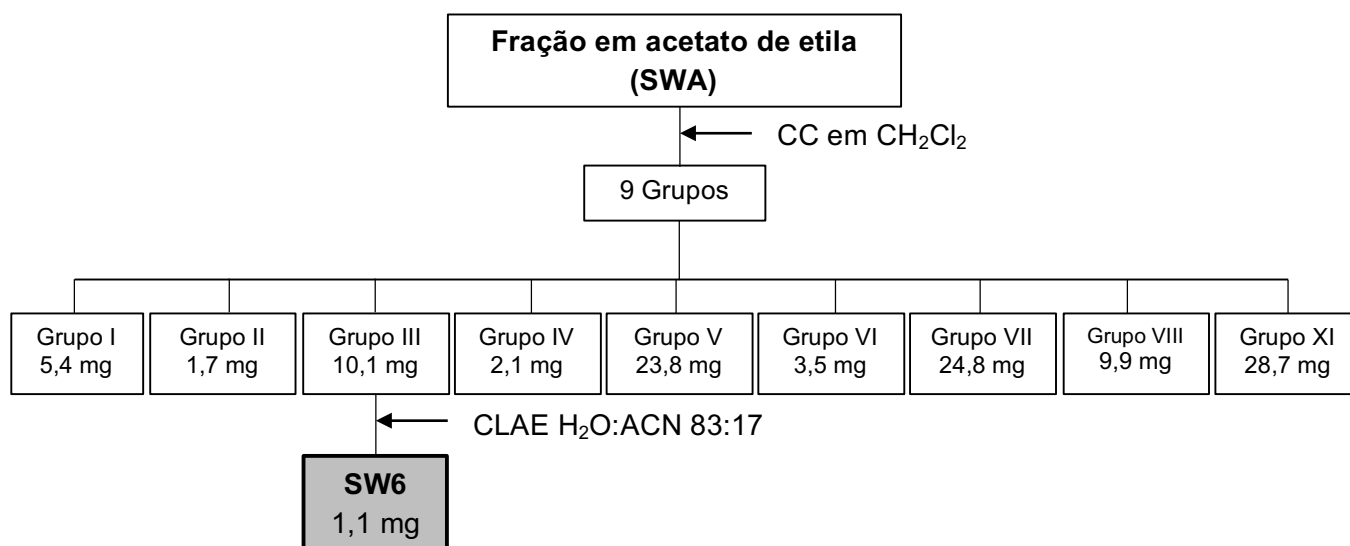 Fração em acetato de etila
(SWA)
CC em CH₂Cl₂
9 Grupos
Grupo I
5,4 mg
Grupo II
1,7 mg
Grupo III
10,1 mg
Grupo IV
2,1 mg
Grupo V
23,8 mg
Grupo VI
3,5 mg
Grupo VII
24,8 mg
Grupo VIII
9,9 mg
Grupo XI
28,7 mg
CLAE H₂O:ACN 83:17
SW6
1,1 mg